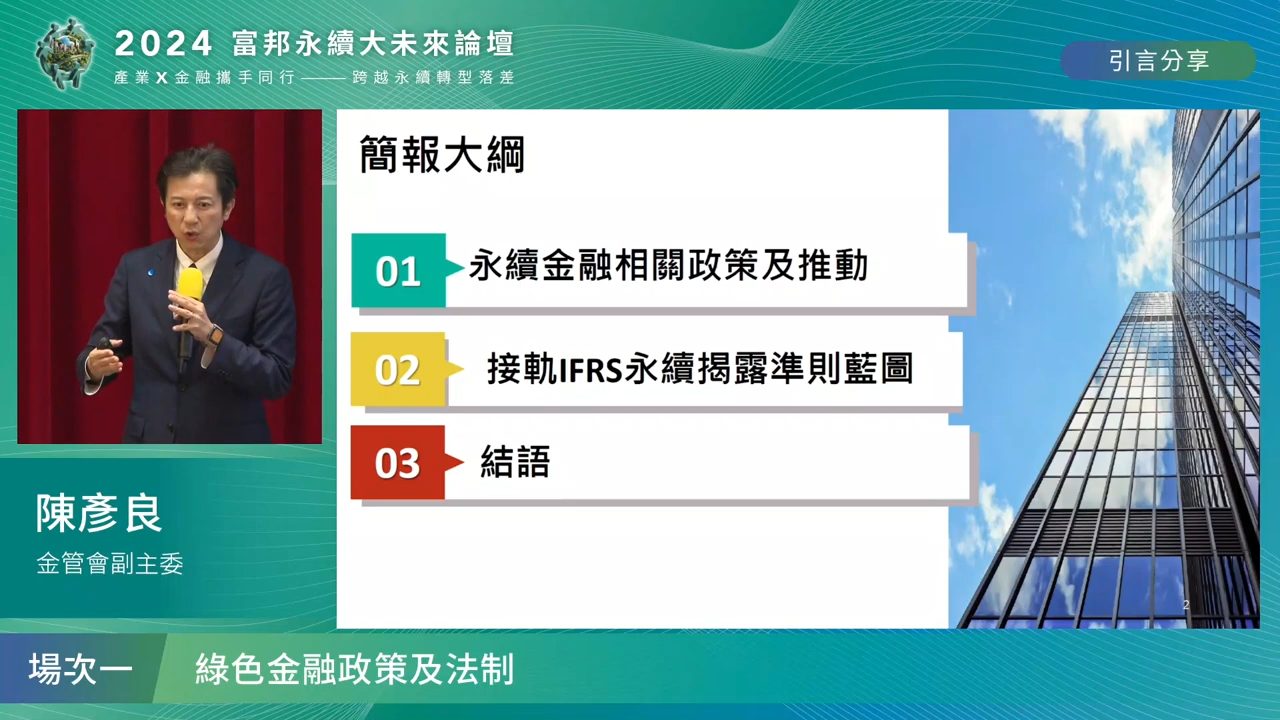 2024 富邦永續大未來論壇
產業X金融攜手同行——跨越永續轉型落差
引言分享
簡報大綱
01 永續金融相關政策及推動
02 接軌IFRS永續揭露準則藍圖
03 結語
2
陳彥良
金管會副主委
場次一 綠色金融政策及法制